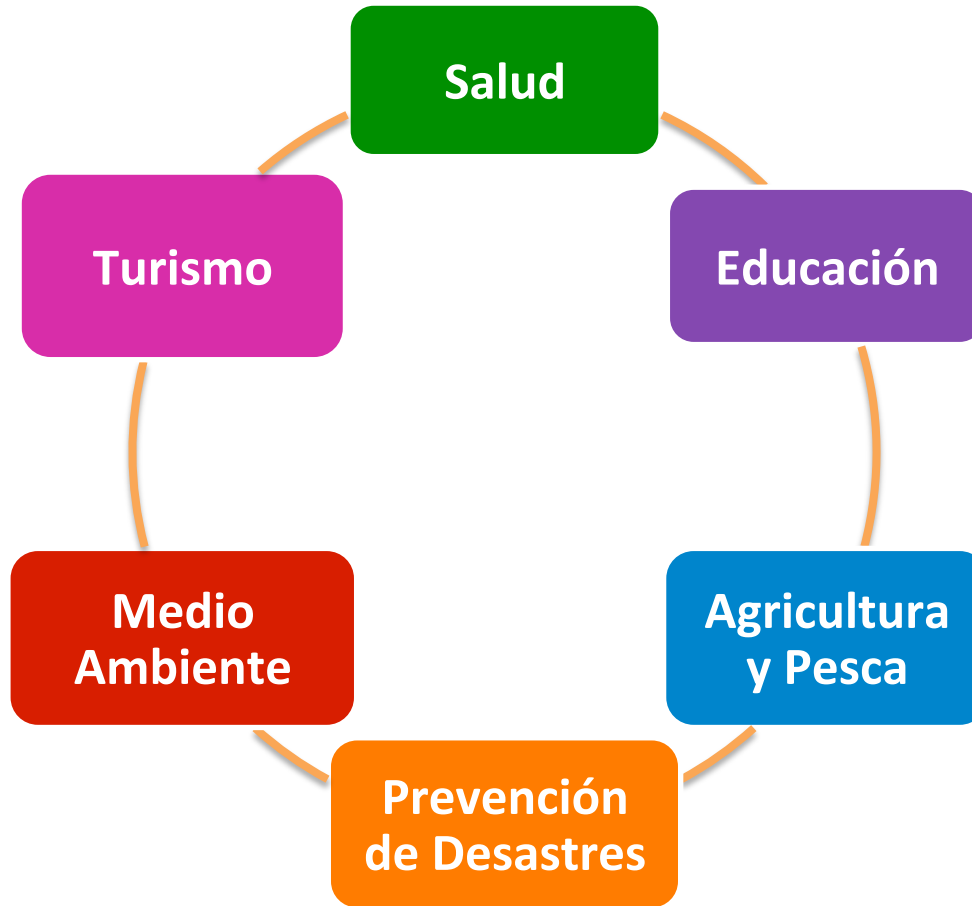 Salud
Turismo
Educación
Medio
Ambiente
Agricultura
y Pesca
Prevención
de Desastres